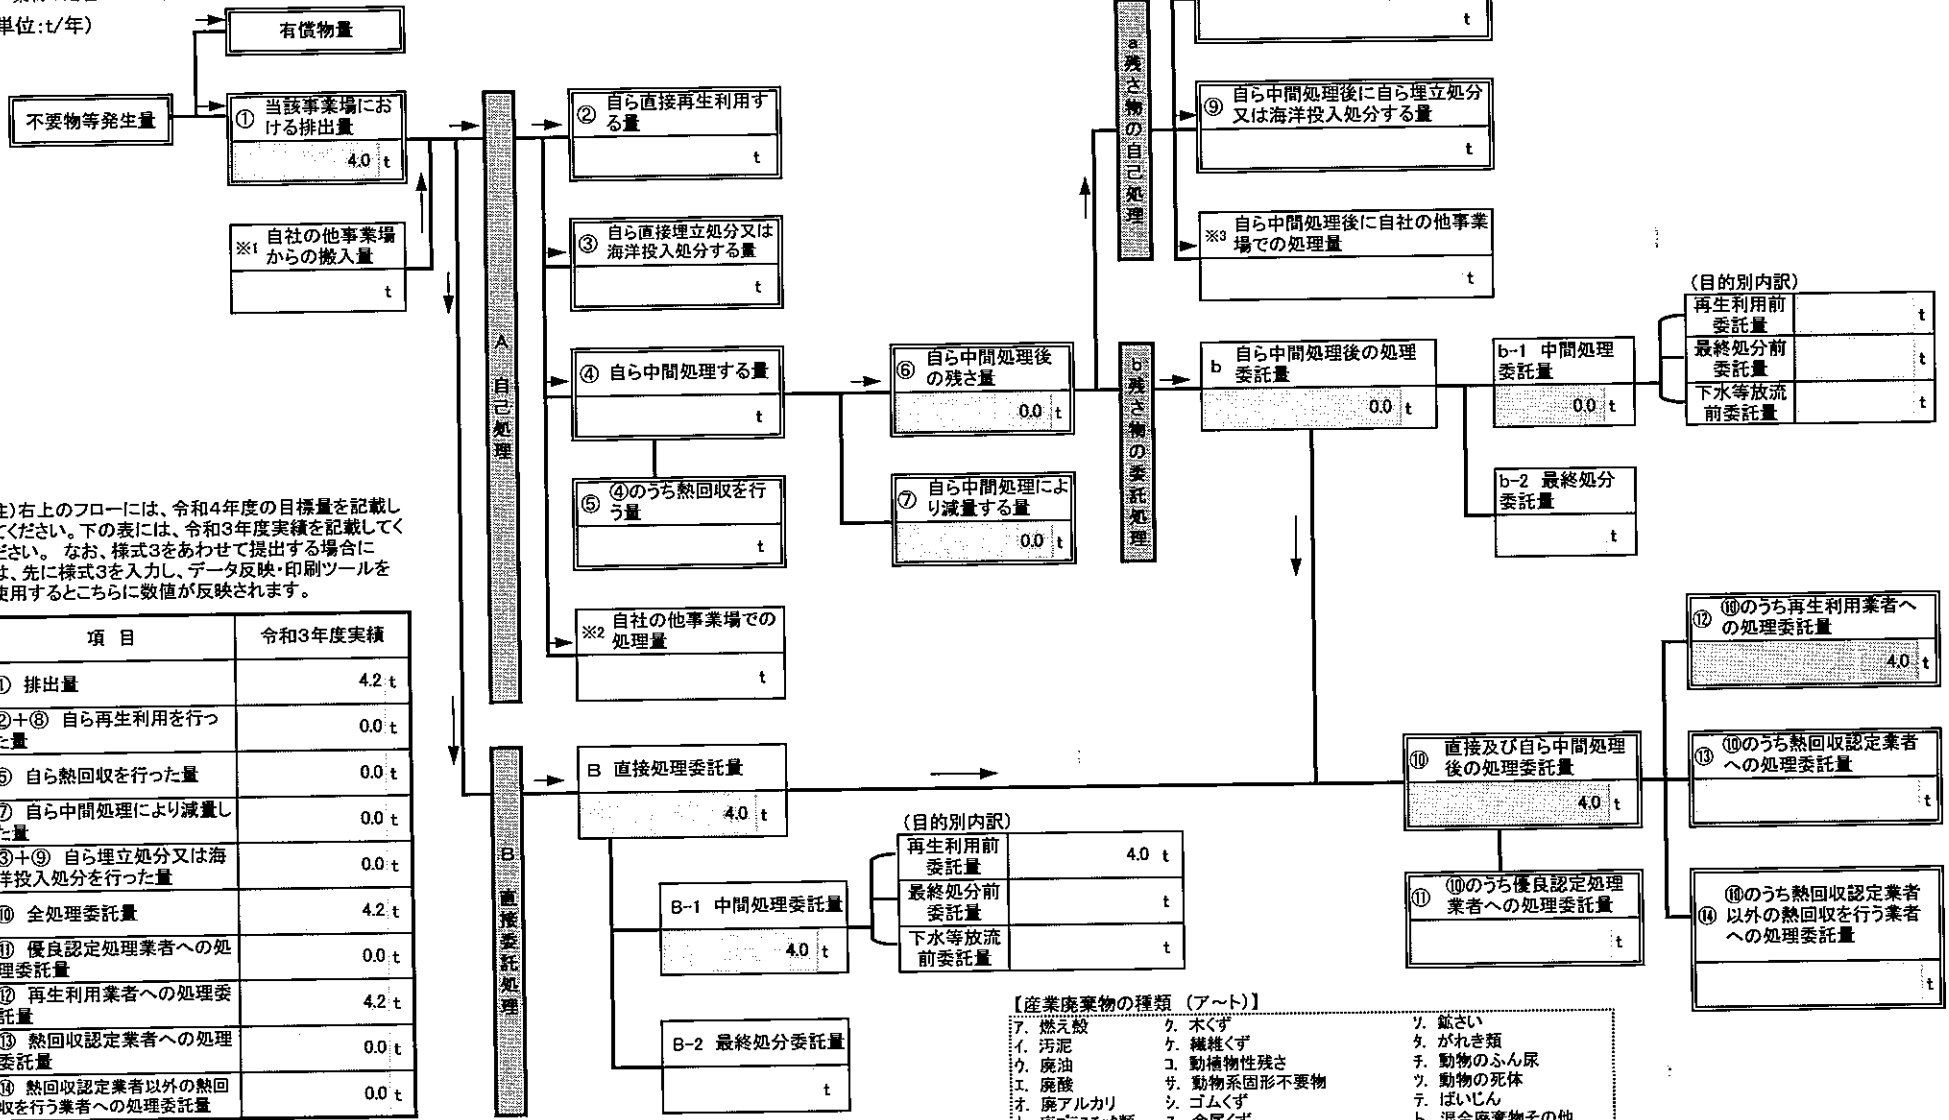 単位:t/年)
有償物量
不要物等発生量
① 当該事業場にお
ける排出量
4.0 t
※1 自社の他事業場
からの搬入量
t
A 自己処理
② 自ら直接再生利用す
る量
t
③ 自ら直接埋立処分又は
海洋投入処分する量
t
④ 自ら中間処理する量
t
⑤ ④のうち熱回収を行
う量
t
※2 自社の他事業場での
処理量
t
⑥ 自ら中間処理後
の残さ量
0.0 t
⑦ 自ら中間処理によ
り減量する量
0.0 t
a 残さ物の自己処理
t
⑨ 自ら中間処理後に自ら埋立処分
又は海洋投入処分する量
t
※3 自ら中間処理後に自社の他事業
場での処理量
t
b 残さ物の委託処理
b 自ら中間処理後の処理
委託量
0.0 t
b-1 中間処理
委託量
0.0 t
(目的別内訳)
再生利用前
委託量
t
最終処分前
委託量
t
下水等放流
前委託量
t
b-2 最終処分
委託量
t
注)右上のフローには、令和4年度の目標量を記載し
てください。下の表には、令和3年度実績を記載してく
ださい。 なお、様式3をあわせて提出する場合に
は、先に様式3を入力し、データ反映・印刷ツールを
使用するとこちらに数値が反映されます。
項 目 令和3年度実績
① 排出量 4.2 t
②+⑧ 自ら再生利用を行っ
た量 0.0 t
⑤ 自ら熱回収を行った量 0.0 t
⑦ 自ら中間処理により減量し
た量 0.0 t
③+⑨ 自ら埋立処分又は海
洋投入処分を行った量 0.0 t
⑩ 全処理委託量 4.2 t
⑪ 優良認定処理業者への処
理委託量 0.0 t
⑫ 再生利用業者への処理委
託量 4.2 t
⑬ 熱回収認定業者への処理
委託量 0.0 t
⑭ 熱回収認定業者以外の熱回
収を行う業者への処理委託量 0.0 t
B 直接委託処理
B 直接処理委託量
4.0 t
B-1 中間処理委託量
4.0 t
(目的別内訳)
再生利用前
委託量
4.0 t
最終処分前
委託量
t
下水等放流
前委託量
t
B-2 最終処分委託量
t
⑩ 直接及び自ら中間処理
後の処理委託量
4.0 t
⑪ ⑩のうち優良認定処理
業者への処理委託量
t
⑫ ⑩のうち再生利用業者へ
の処理委託量
4.0 t
⑬ ⑩のうち熱回収認定業者
への処理委託量
t
⑭ ⑩のうち熱回収認定業者
以外の熱回収を行う業者
への処理委託量
t
【産業廃棄物の種類 (ア～ト)】
ア. 燃え殻 ク. 木くず ソ. 鉱さい
イ. 汚泥 ケ. 繊維くず タ. がれき類
ウ. 廃油 コ. 動植物性残さ チ. 動物のふん尿
エ. 廃酸 サ. 動物系固形不要物 ツ. 動物の死体
オ. 廃アルカリ シ. ゴムくず テ. ばいじん